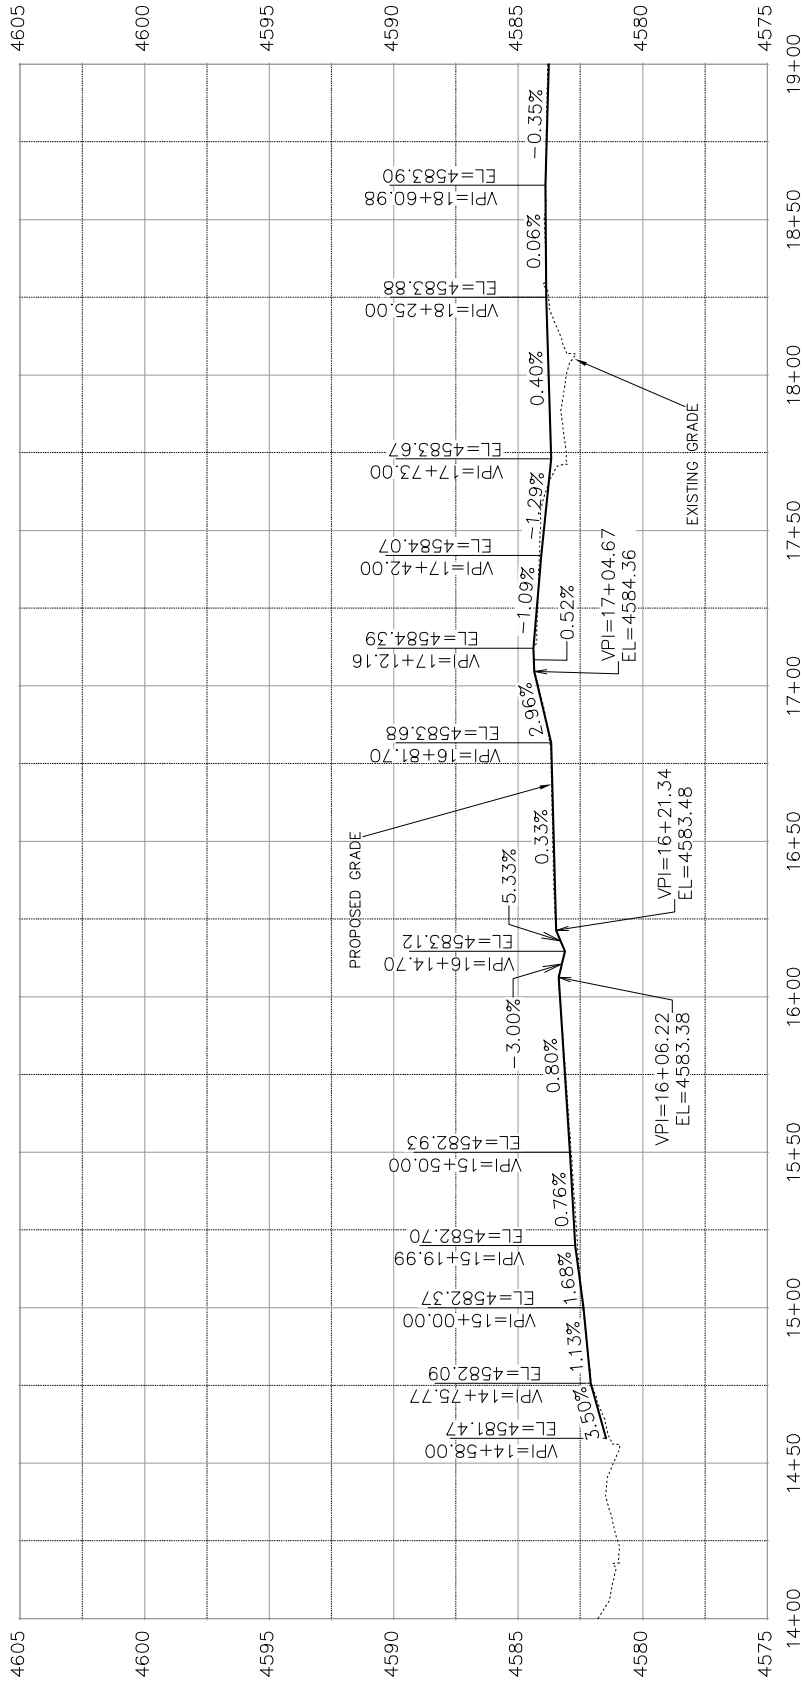 4605
4600
4595
4590
4585
4580
4575
VPI=14+58.00
EL=4581.47
3.50%
VPI=14+75.77
EL=4582.09
1.13%
VPI=15+00.00
EL=4582.37
1.68%
VPI=15+19.99
EL=4582.70
0.76%
VPI=15+50.00
EL=4582.93
0.80%
VPI=16+06.22
EL=4583.38
-3.00%
VPI=16+14.70
EL=4583.12
5.33%
VPI=16+21.34
EL=4583.48
PROPOSED GRADE
0.33%
VPI=16+81.70
EL=4583.68
2.96%
VPI=17+04.67
EL=4584.36
0.52%
VPI=17+12.16
EL=4584.39
-1.09%
VPI=17+42.00
EL=4584.07
-1.29%
VPI=17+73.00
EL=4583.67
EXISTING GRADE
0.40%
VPI=18+25.00
EL=4583.88
0.06%
VPI=18+60.98
EL=4583.90
-0.35%
4605
4600
4595
4590
4585
4580
4575
14+00
14+50
15+00
15+50
16+00
16+50
17+00
17+50
18+00
18+50
19+00